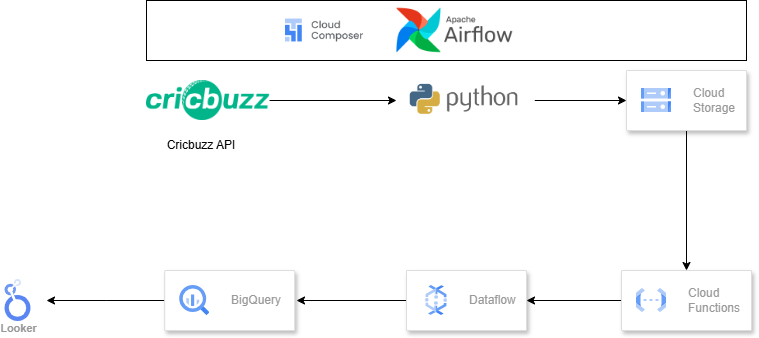 Cloud
Composer
Apache
Airflow
cricbuzz
python
Cloud
Storage
Cricbuzz API
Looker
BigQuery
Dataflow
Cloud
Functions